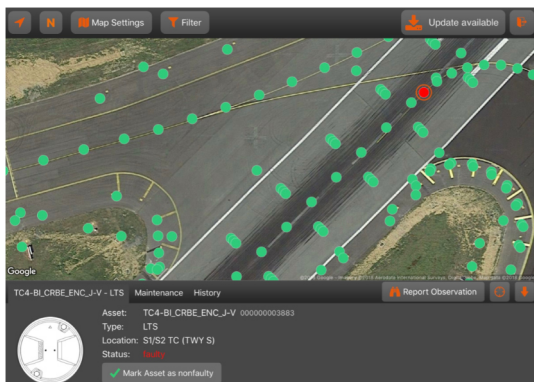 N Map Settings Filter Update available
Google
TC4-BI_CRBE_ENC_J-V - LTS Maintenance History Report Observation
Asset: TC4-BI_CRBE_ENC_J-V 000000003883
Type: LTS
Location: S1/S2 TC (TWY S)
Status: faulty
Mark Asset as nonfaulty